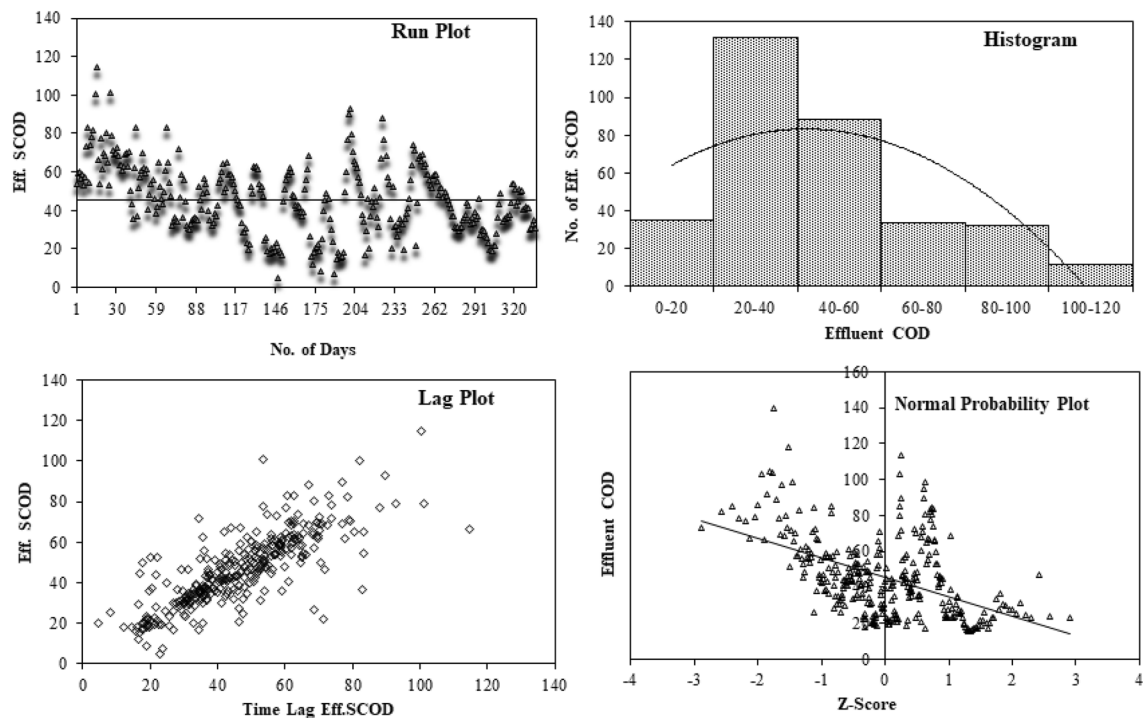 Run Plot
140
120
100
80
60
40
20
0
Eff. SCOD
1 30 59 88 117 146 175 204 233 262 291 320
No. of Days
Histogram
140
120
100
80
60
40
20
0
No. of Eff. SCOD
0-20 20-40 40-60 60-80 80-100 100-120
Effluent COD
Lag Plot
140
120
100
80
60
40
20
0
Eff. SCOD
0 20 40 60 80 100 120 140
Time Lag Eff.SCOD
Normal Probability Plot
160
140
120
100
80
60
40
0
Effluent COD
-4 -3 -2 -1 0 1 2 3 4
Z-Score